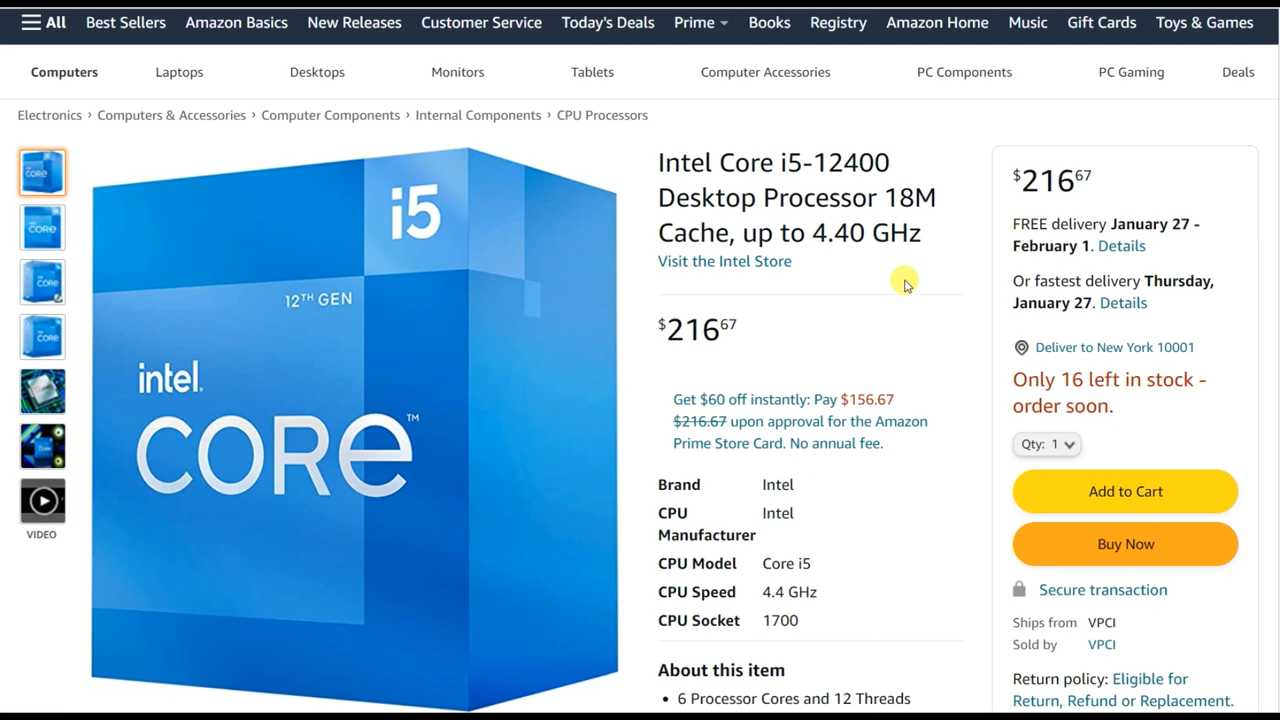 All Best Sellers Amazon Basics New Releases Customer Service Today's Deals Prime Books Registry Amazon Home Music Gift Cards Toys & Games
Computers Laptops Desktops Monitors Tablets Computer Accessories PC Components PC Gaming Deals
Electronics › Computers & Accessories › Computer Components › Internal Components › CPU Processors
CORE
CORE
CORE
CORE
VIDEO
i5
12TH GEN
intel.
CORE™
Intel Core i5-12400
Desktop Processor 18M
Cache, up to 4.40 GHz
Visit the Intel Store
$21667
Get $60 off instantly: Pay $156.67
$216.67 upon approval for the Amazon
Prime Store Card. No annual fee.
Brand Intel
CPU Intel
Manufacturer
CPU Model Core i5
CPU Speed 4.4 GHz
CPU Socket 1700
About this item
• 6 Processor Cores and 12 Threads
$21667
FREE delivery January 27 -
February 1. Details
Or fastest delivery Thursday,
January 27. Details
Deliver to New York 10001
Only 16 left in stock -
order soon.
Qty: 1
Add to Cart
Buy Now
Secure transaction
Ships from VPCI
Sold by VPCI
Return policy: Eligible for
Return, Refund or Replacement.